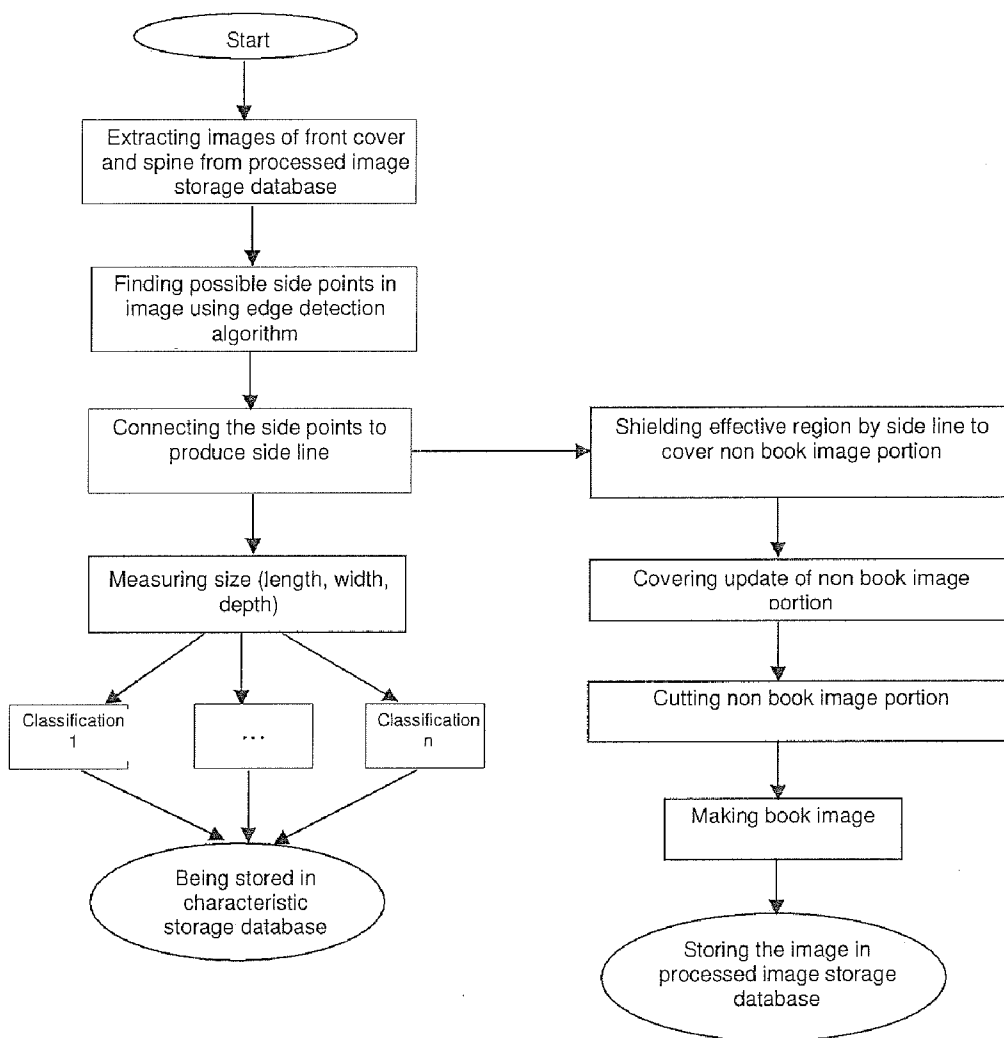 Start
Extracting images of front cover
and spine from processed image
storage database
Finding possible side points in
image using edge detection
algorithm
Connecting the side points to
produce side line
Shielding effective region by side line to
cover non book image portion
Measuring size (length, width,
depth)
Covering update of non book image
portion
Cutting non book image portion
Classification
1
...
Classification
n
Making book image
Being stored in
characteristic
storage database
Storing the image in
processed image storage
database